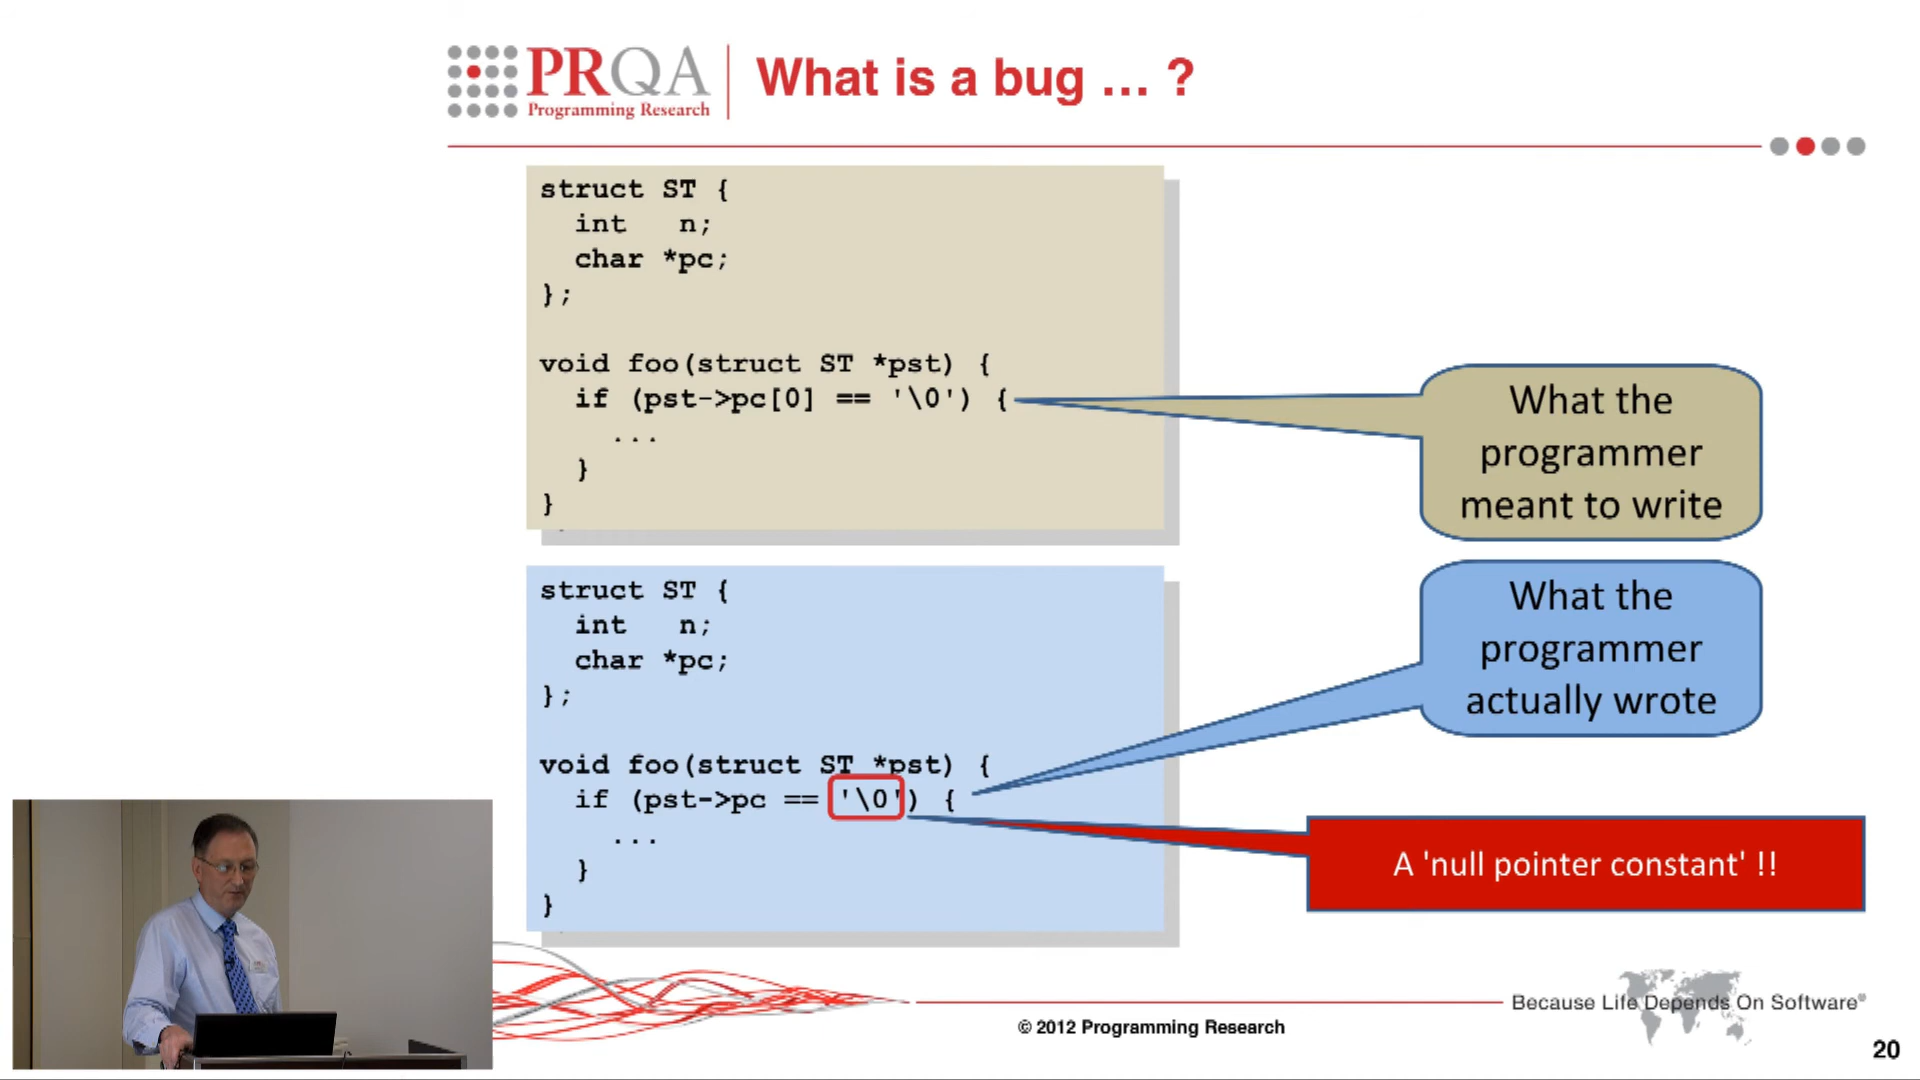 PRQA
Programming Research
What is a bug ... ?
struct ST {
  int   n;
  char *pc;
};
void foo(struct ST *pst) {
  if (pst->pc[0] == '\0') {
    ...
  }
}
What the
programmer
meant to write
struct ST {
  int   n;
  char *pc;
};
void foo(struct ST *pst) {
  if (pst->pc == '\0') {
    ...
  }
}
What the
programmer
actually wrote
A 'null pointer constant' !!
Because Life Depends On Software®
© 2012 Programming Research
20